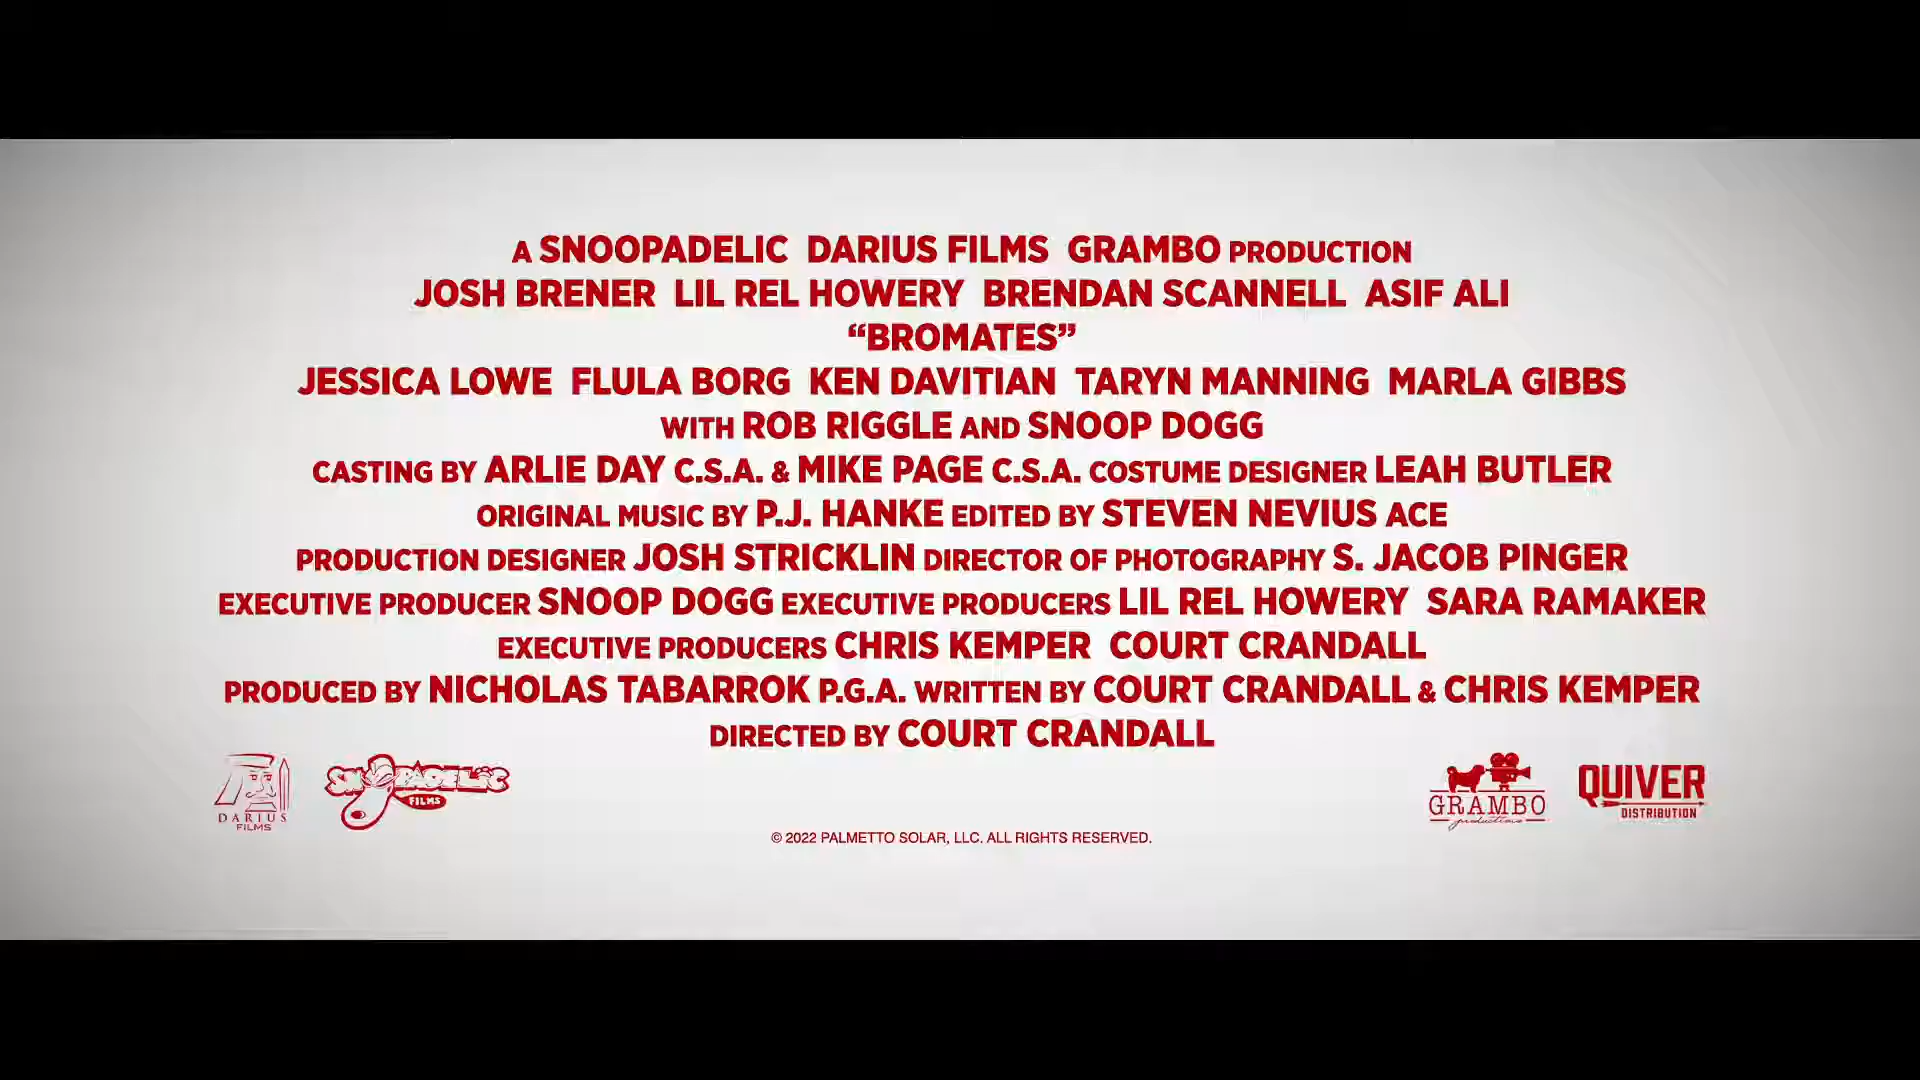 A SNOOPADELIC DARIUS FILMS GRAMBO PRODUCTION
JOSH BRENER LIL REL HOWERY BRENDAN SCANNELL ASIF ALI
“BROMATES”
JESSICA LOWE FLULA BORG KEN DAVITIAN TARYN MANNING MARLA GIBBS
WITH ROB RIGGLE AND SNOOP DOGG
CASTING BY ARLIE DAY C.S.A. & MIKE PAGE C.S.A. COSTUME DESIGNER LEAH BUTLER
ORIGINAL MUSIC BY P.J. HANKE EDITED BY STEVEN NEVIUS ACE
PRODUCTION DESIGNER JOSH STRICKLIN DIRECTOR OF PHOTOGRAPHY S. JACOB PINGER
EXECUTIVE PRODUCER SNOOP DOGG EXECUTIVE PRODUCERS LIL REL HOWERY SARA RAMAKER
EXECUTIVE PRODUCERS CHRIS KEMPER COURT CRANDALL
PRODUCED BY NICHOLAS TABARROK P.G.A. WRITTEN BY COURT CRANDALL & CHRIS KEMPER
DIRECTED BY COURT CRANDALL
DARIUS
FILMS
SNOOPADELIC
FILMS
GRAMBO
productions
QUIVER
DISTRIBUTION
© 2022 PALMETTO SOLAR, LLC. ALL RIGHTS RESERVED.